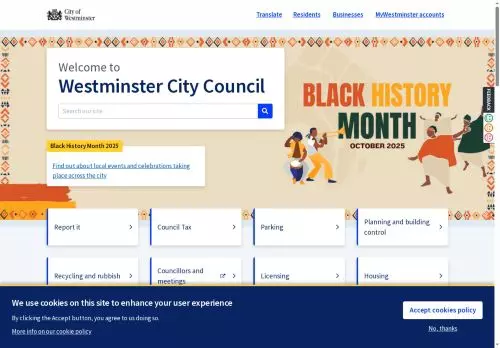 City of
Westminster
Translate
Residents
Businesses
MyWestminster accounts
Welcome to
Westminster City Council
Search our site
BLACK HISTORY
MONTH
OCTOBER 2025
FEEDBACK
Black History Month 2025
Find out about local events and celebrations taking
place across the city
Report it
Council Tax
Parking
Planning and building
control
Recycling and rubbish
Councillors and
meetings
Licensing
Housing
We use cookies on this site to enhance your user experience
By clicking the Accept button, you agree to us doing so.
More info on our cookie policy
Accept cookies policy
No, thanks